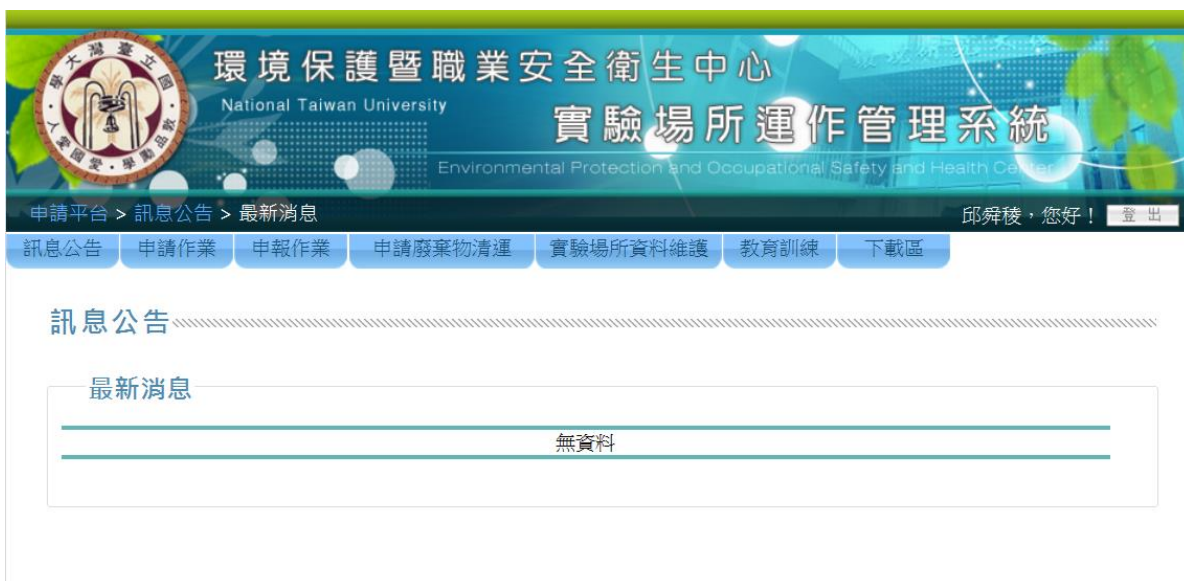 環境保護暨職業安全衛生中心
National Taiwan University
實驗場所運作管理系統
Environmental Protection and Occupational Safety and Health Center
申請平台 > 訊息公告 > 最新消息
邱舜稜，您好！ 登 出
訊息公告 申請作業 申報作業 申請廢棄物清運 實驗場所資料維護 教育訓練 下載區
訊息公告
最新消息
無資料